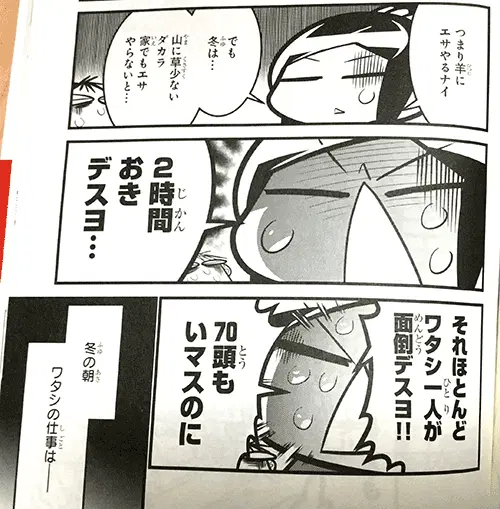 つまり羊に
エサやるナイ
でも
冬は…
山に草少ない
ダカラ
家でもエサ
やらないと…
2時間
おき
デスヨ…
それほとんど
ワタシ一人が
面倒デスヨ!!
70頭も
いマスのに
冬の朝
ワタシの仕事は──